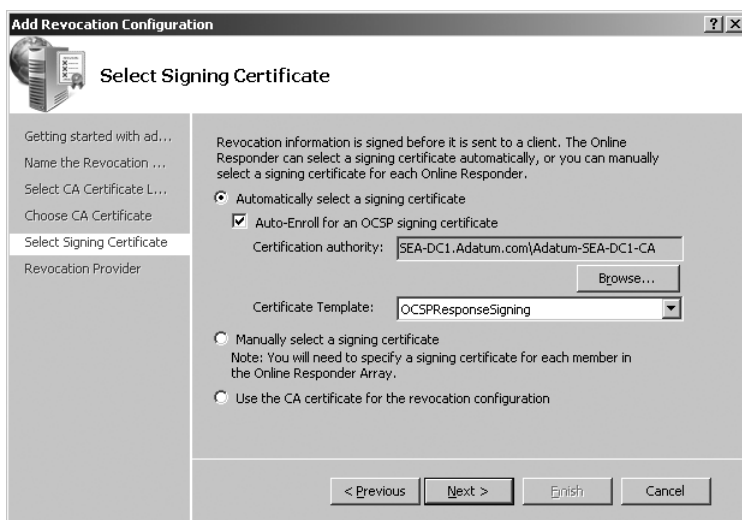 Add Revocation Configuration
Select Signing Certificate
Getting started with ad...
Name the Revocation ...
Select CA Certificate L...
Choose CA Certificate
Select Signing Certificate
Revocation Provider
Revocation information is signed before it is sent to a client. The Online
Responder can select a signing certificate automatically, or you can manually
select a signing certificate for each Online Responder.
Automatically select a signing certificate
Auto-Enroll for an OCSP signing certificate
Certification authority: SEA-DC1.Adatum.com\Adatum-SEA-DC1-CA
Browse...
Certificate Template: OCSPResponseSigning
Manually select a signing certificate
Note: You will need to specify a signing certificate for each member in
the Online Responder Array.
Use the CA certificate for the revocation configuration
< Previous Next > Finish Cancel